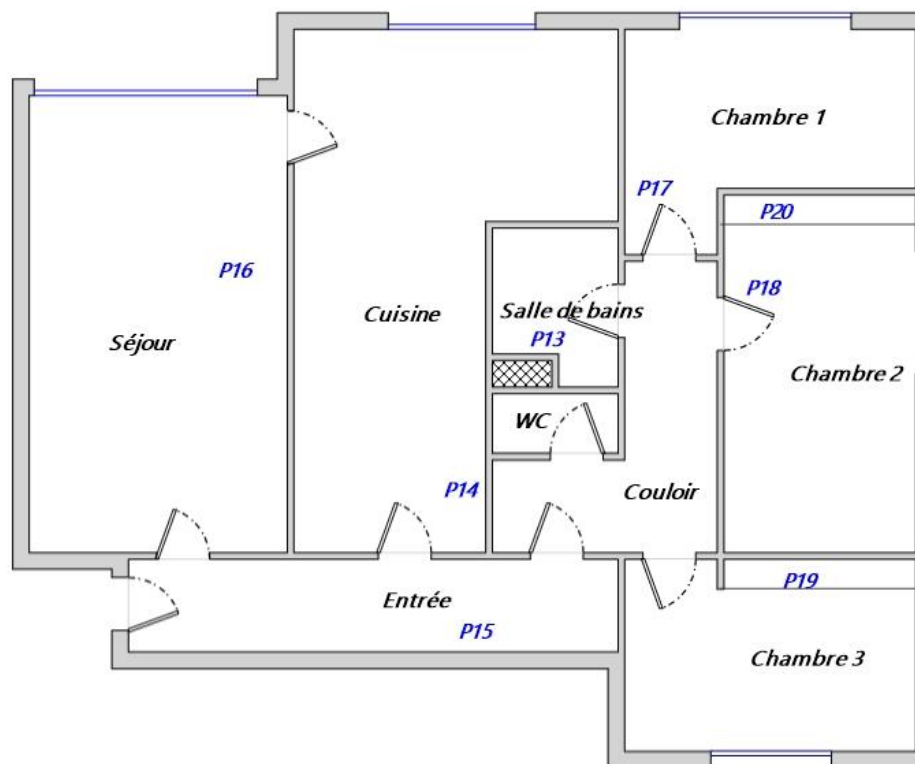 Chambre 1
P17
P20
P16
P18
Salle de bains
Cuisine
P13
Séjour
Chambre 2
WC
P14
Couloir
P19
Entrée
P15
Chambre 3